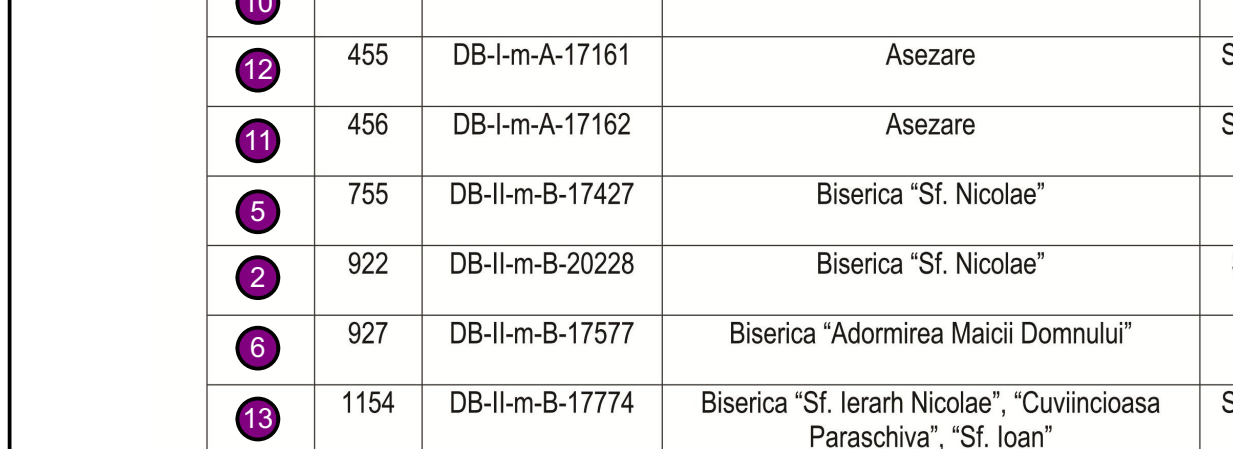 10
12 455 DB-I-m-A-17161 Asezare S
11 456 DB-I-m-A-17162 Asezare S
5 755 DB-II-m-B-17427 Biserica “Sf. Nicolae”
2 922 DB-II-m-B-20228 Biserica “Sf. Nicolae”
6 927 DB-II-m-B-17577 Biserica “Adormirea Maicii Domnului”
13 1154 DB-II-m-B-17774 Biserica “Sf. Ierarh Nicolae”, “Cuviincioasa S
Paraschiva”, “Sf. Ioan”